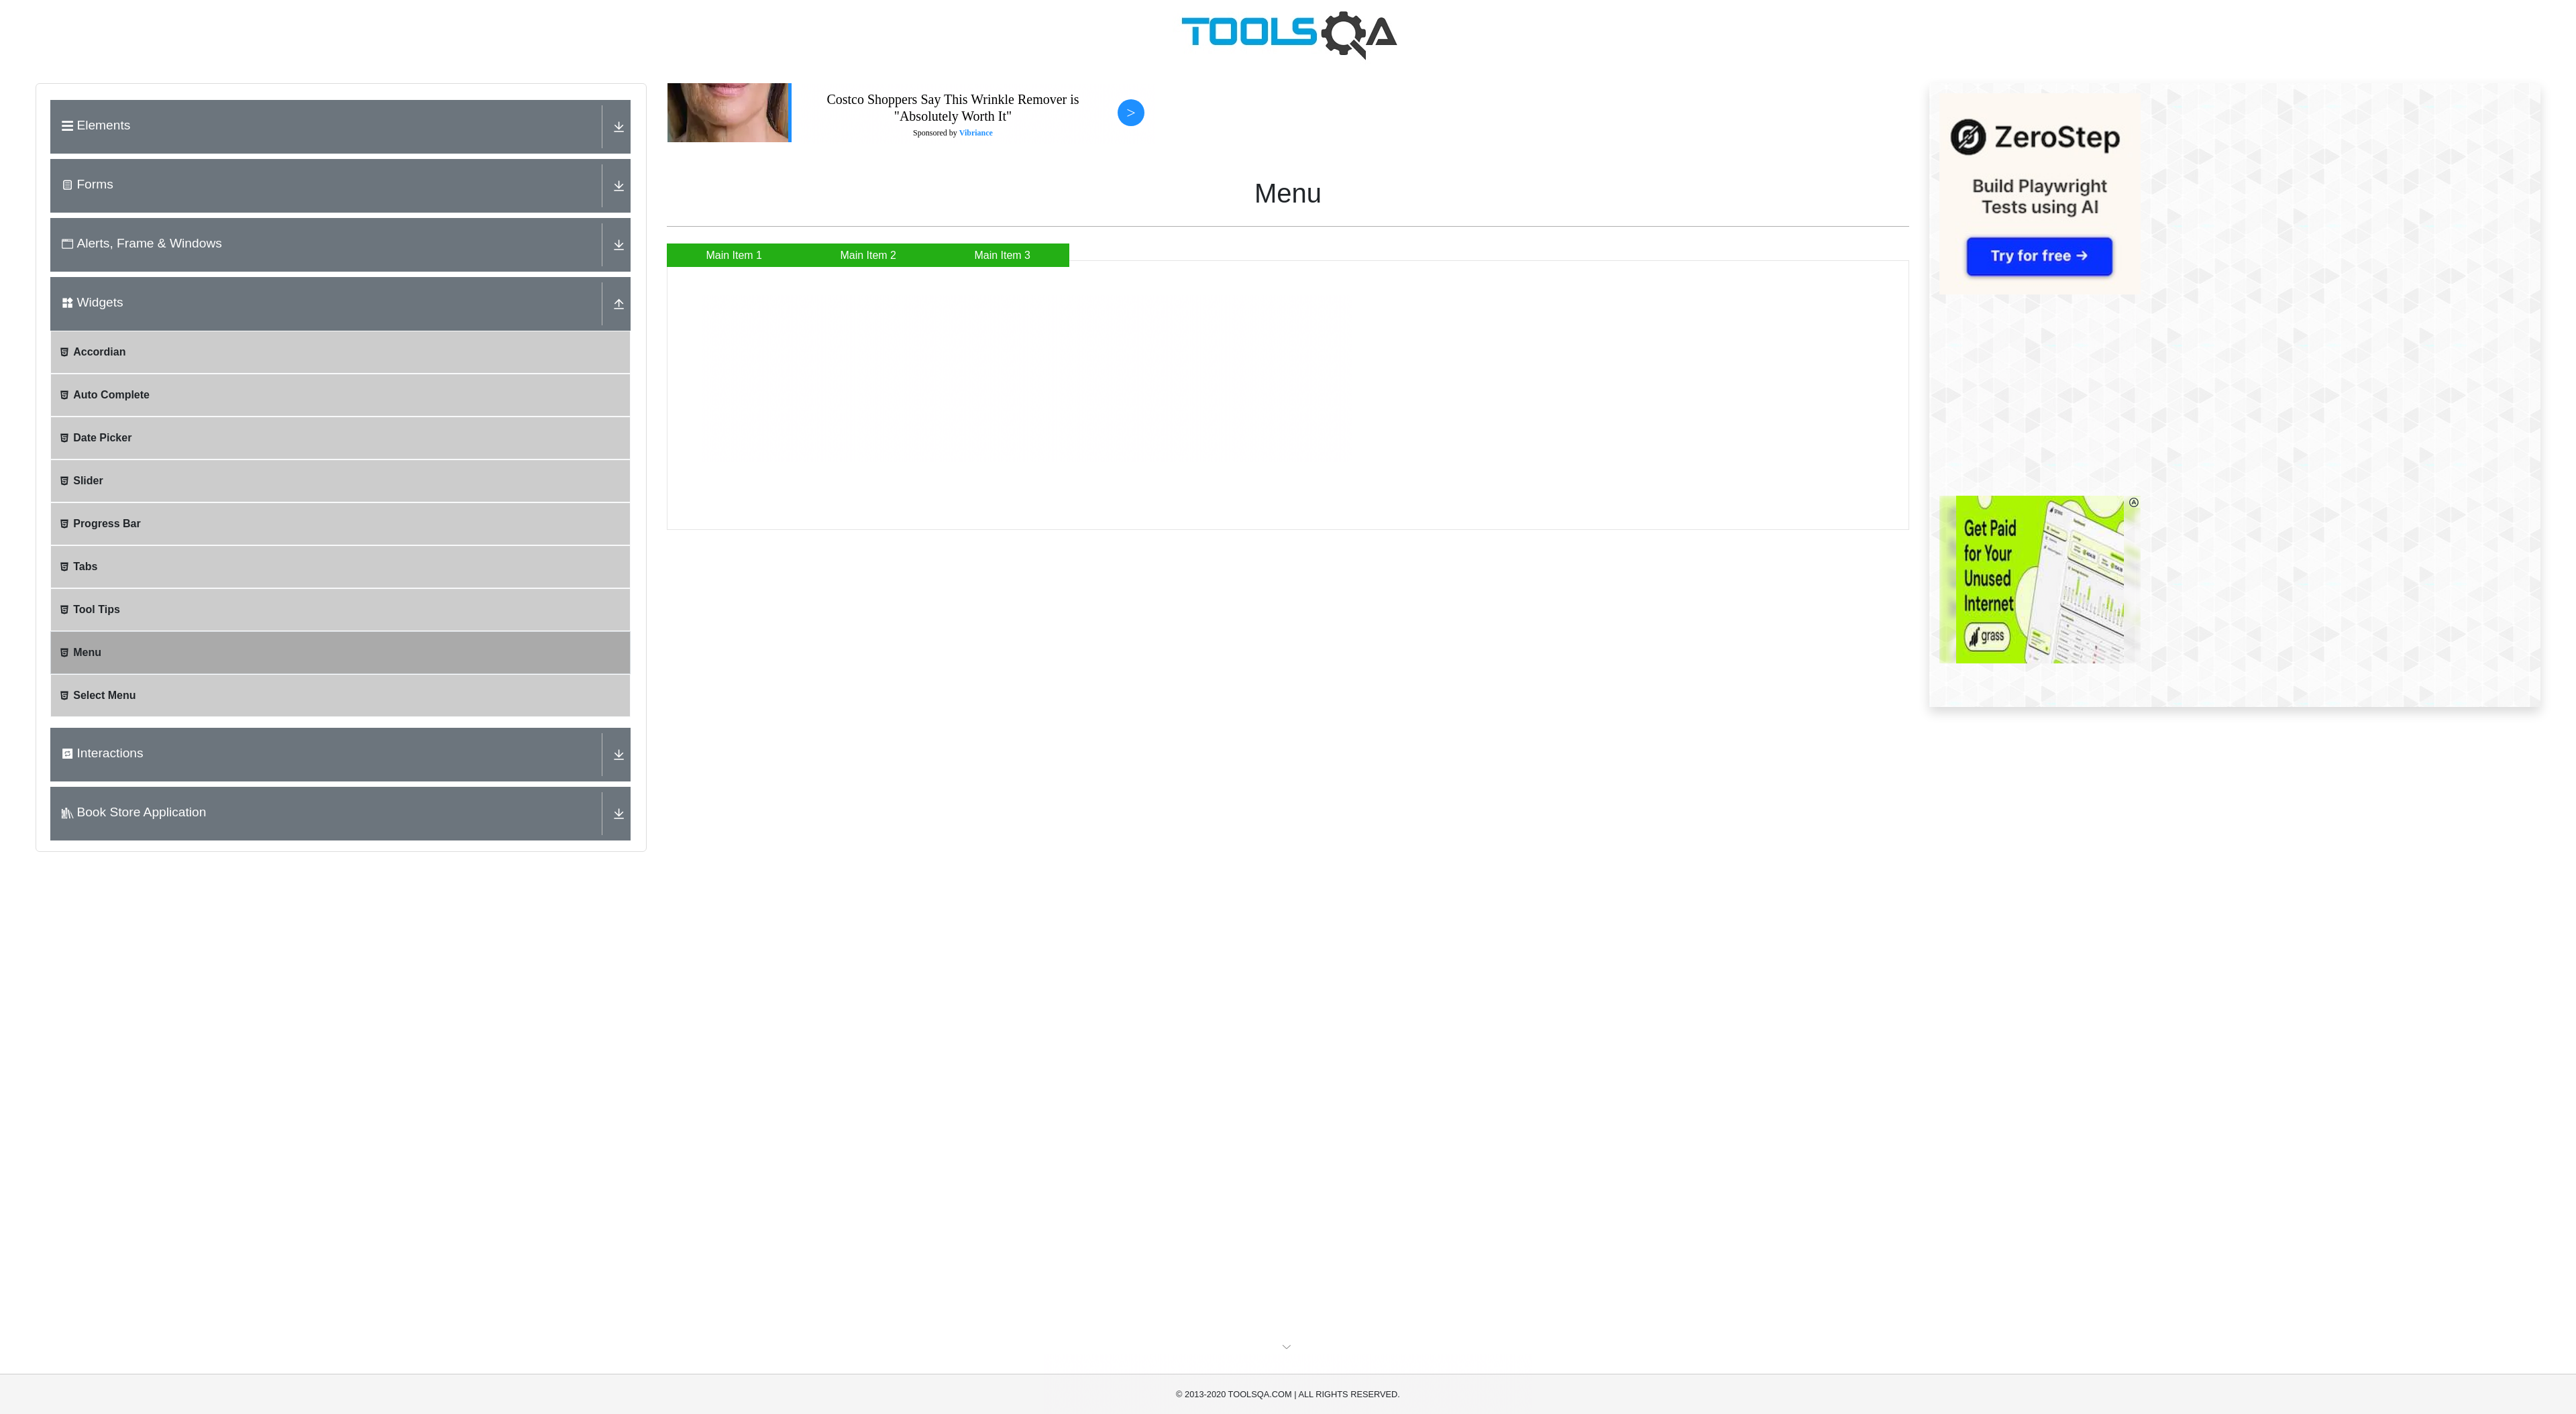 TOOLSQA
Elements
Forms
Alerts, Frame & Windows
Widgets
Accordian
Auto Complete
Date Picker
Slider
Progress Bar
Tabs
Tool Tips
Menu
Select Menu
Interactions
Book Store Application
Costco Shoppers Say This Wrinkle Remover is
"Absolutely Worth It"
Sponsored by Vibriance
>
Menu
Main Item 1 Main Item 2 Main Item 3
ZeroStep
Build Playwright
Tests using AI
Try for free →
Get Paid
for Your
Unused
Internet
grass
© 2013-2020 TOOLSQA.COM | ALL RIGHTS RESERVED.